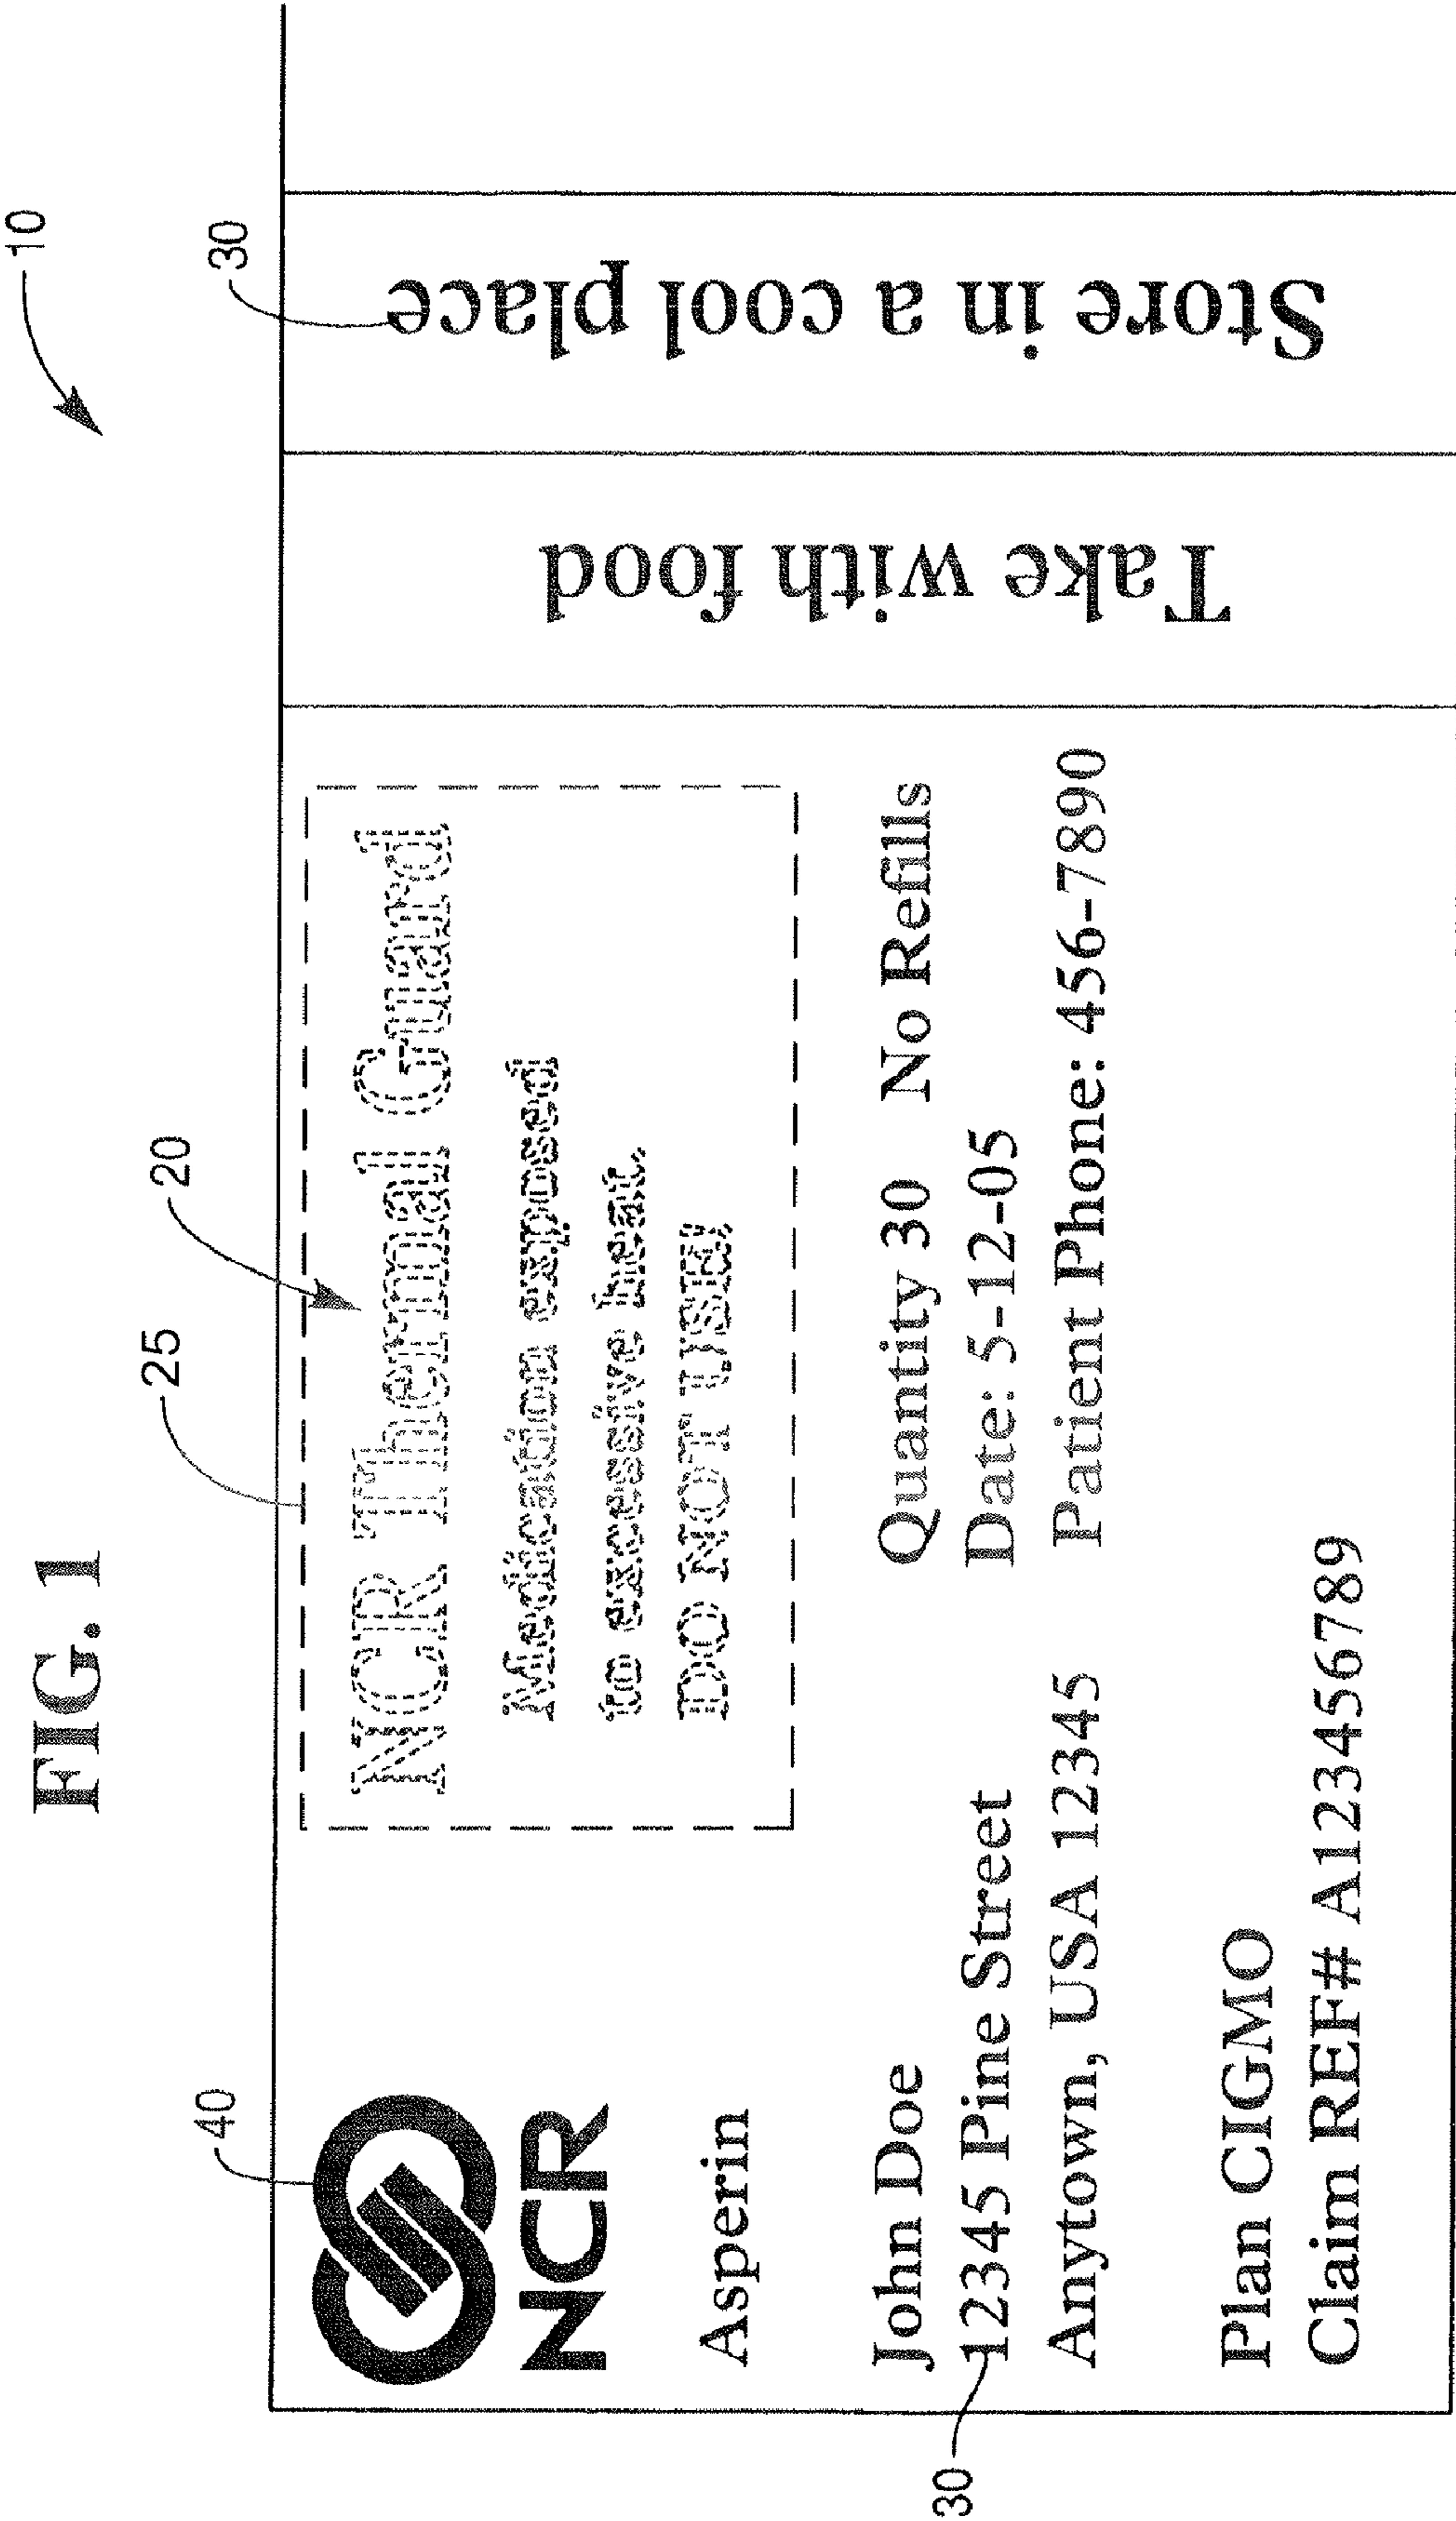 FIG. 1
10
25
20
30
40
NCR
NCR Thermal Guard
Medication exposed
to excessive heat.
DO NOT USE!
Asperin
John Doe
12345 Pine Street
Anytown, USA 12345
Quantity 30 No Refills
Date: 5-12-05
Patient Phone: 456-7890
Plan CIGMO
Claim REF# A123456789
30
Take with food
Store in a cool place